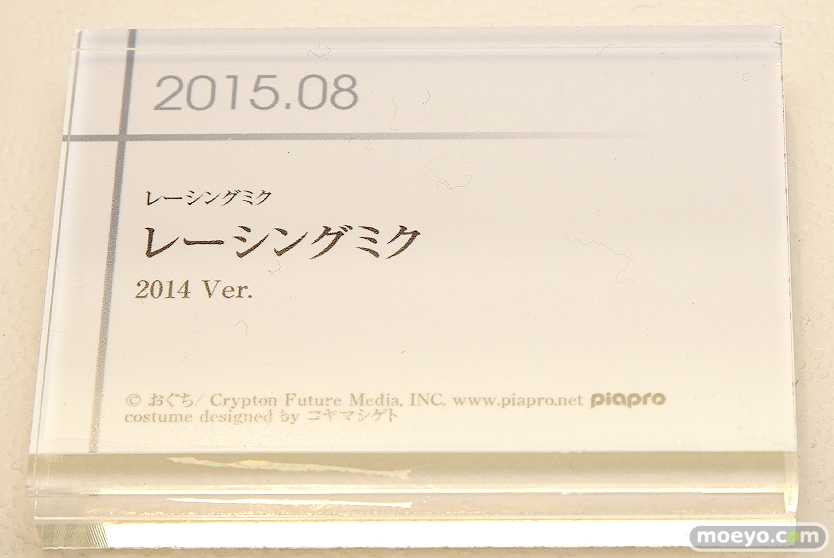 2015.08
レーシングミク
レーシングミク
2014 Ver.
© おぐち/ Crypton Future Media, INC. www.piapro.net piapro
costume designed by コヤマシゲト
moeyo.com